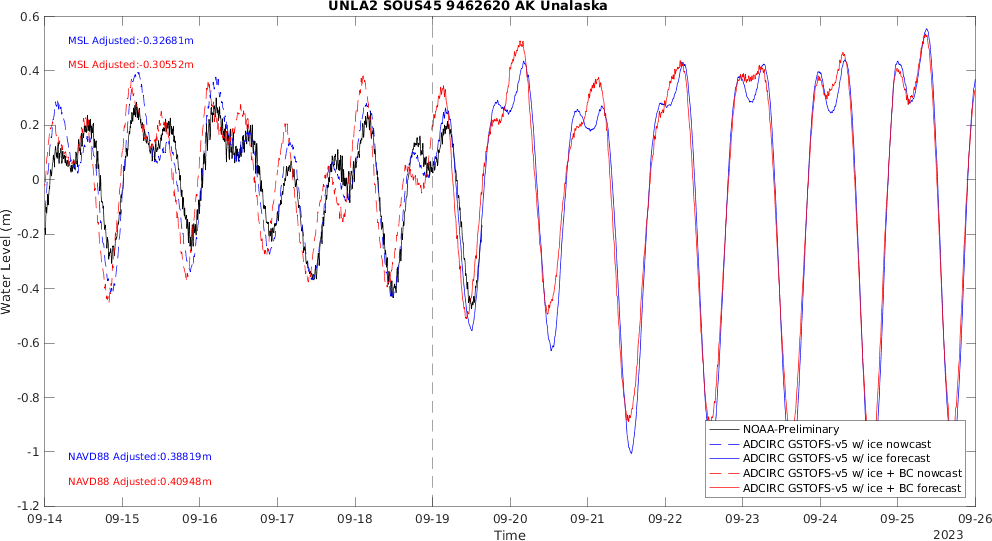 UNLA2 SOUS45 9462620 AK Unalaska
MSL Adjusted:-0.32681m
MSL Adjusted:-0.30552m
NAVD88 Adjusted:0.38819m
NAVD88 Adjusted:0.40948m
Water Level (m)
0.6
0.4
0.2
0
-0.2
-0.4
-0.6
-0.8
-1
-1.2
NOAA-Preliminary
ADCIRC GSTOFS-v5 w/ ice nowcast
ADCIRC GSTOFS-v5 w/ ice forecast
ADCIRC GSTOFS-v5 w/ ice + BC nowcast
ADCIRC GSTOFS-v5 w/ ice + BC forecast
09-14 09-15 09-16 09-17 09-18 09-19 09-20 09-21 09-22 09-23 09-24 09-25 09-26
Time
2023